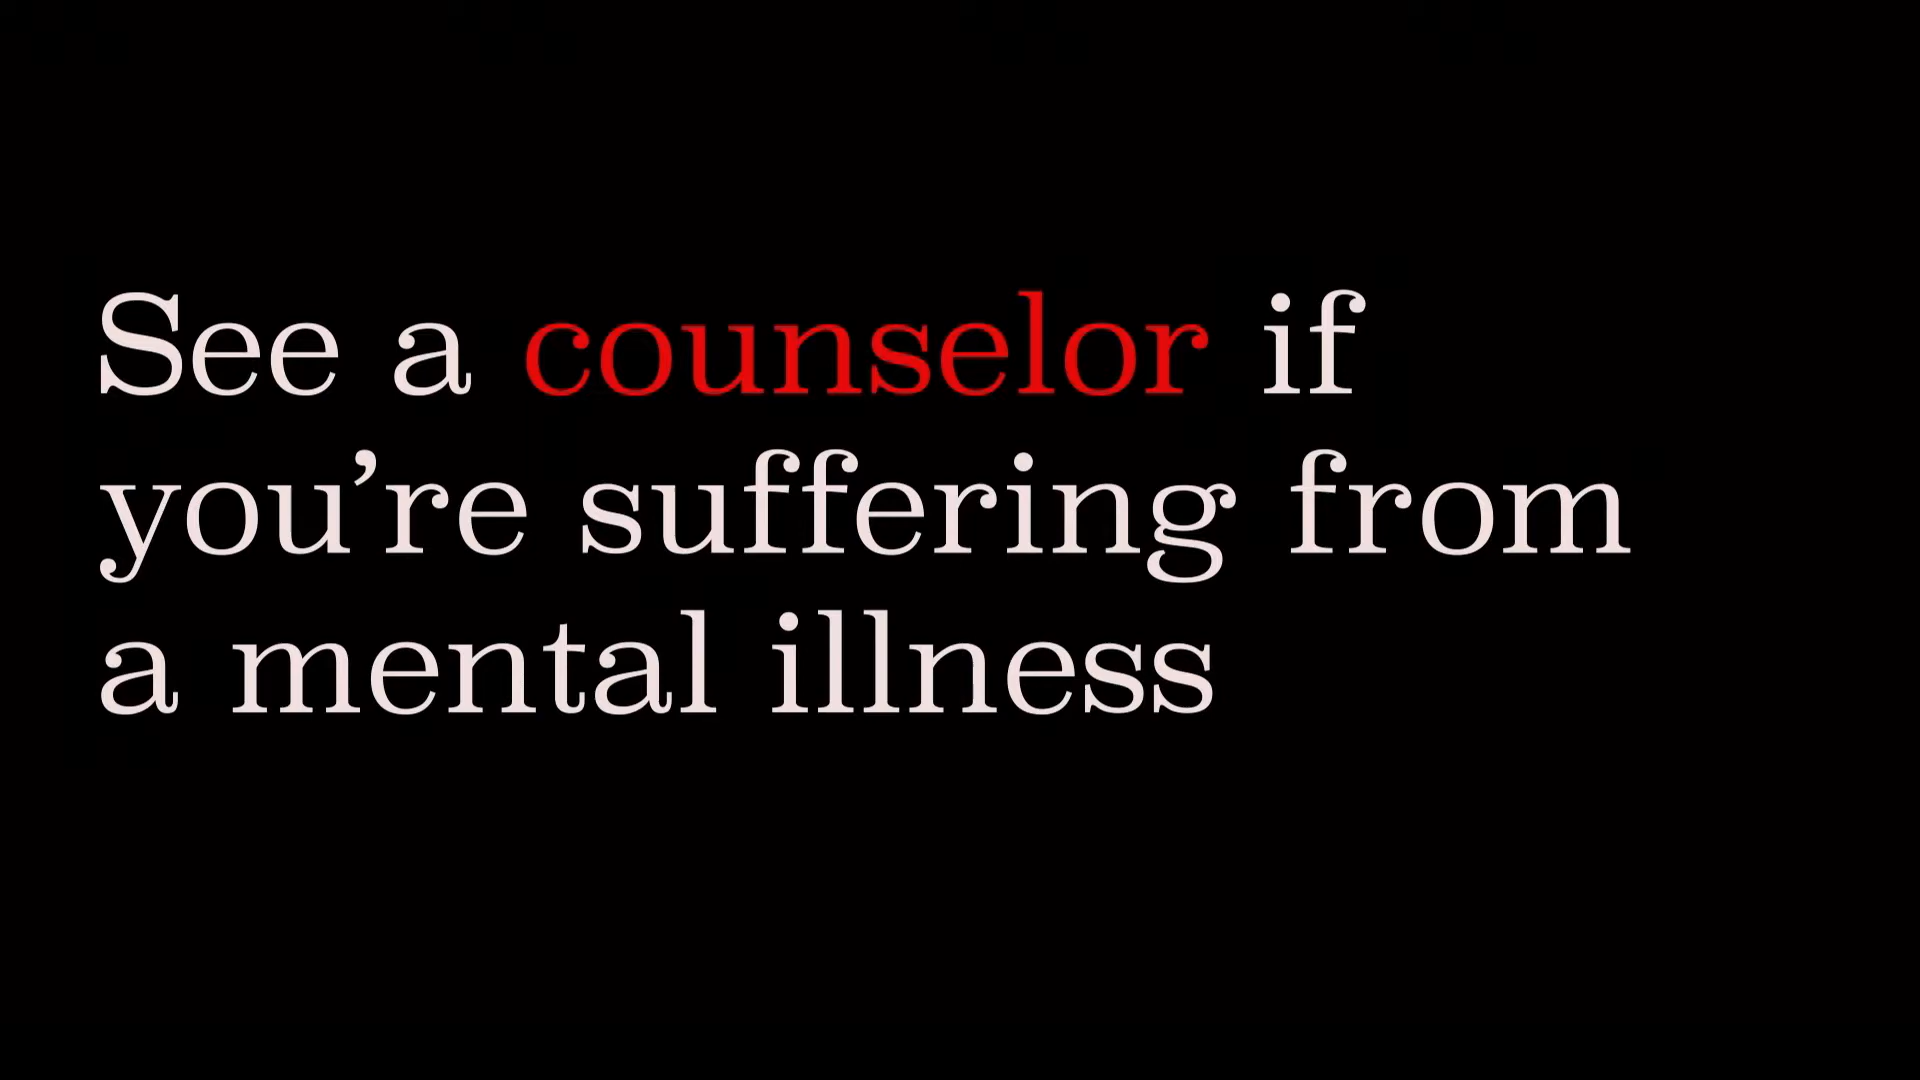 See a counselor if
you’re suffering from
a mental illness